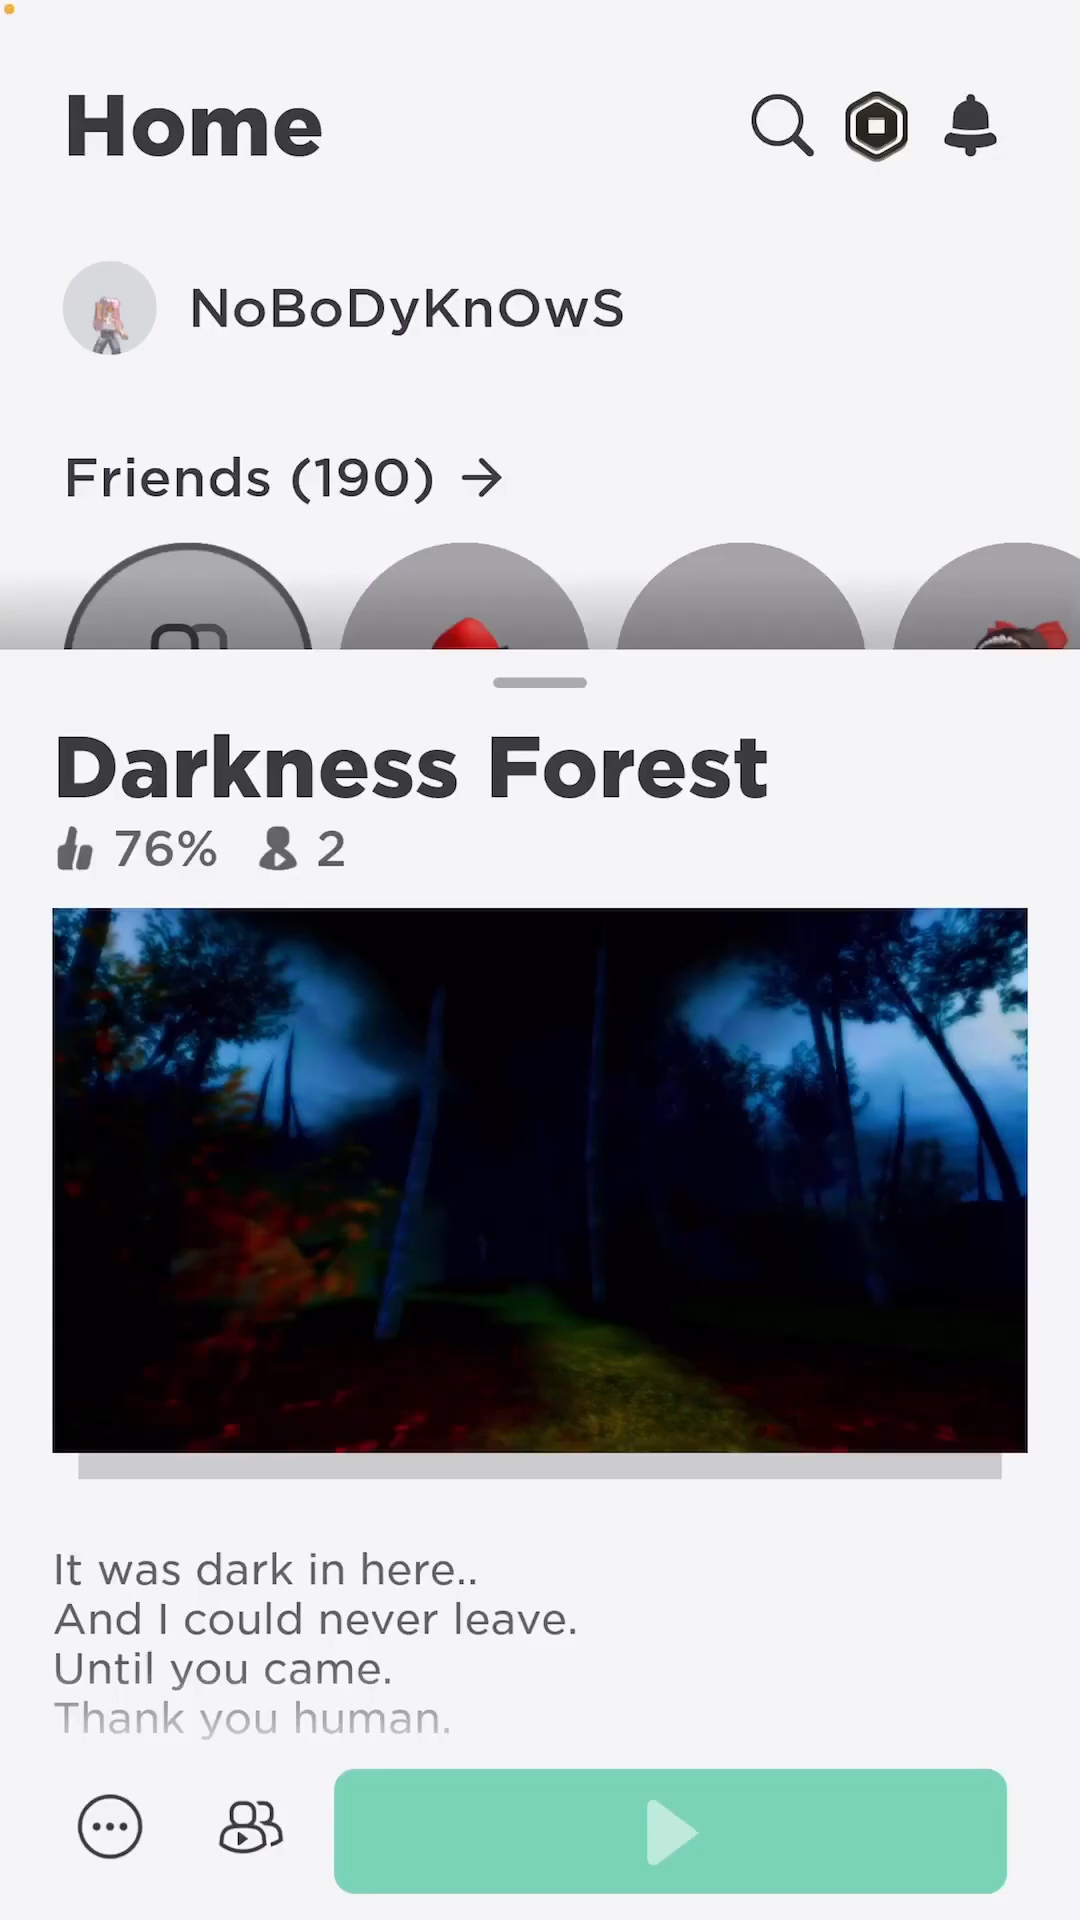 Home
NoBoDyKnOwS
Friends (190) →
Darkness Forest
76% 2
It was dark in here..
And I could never leave.
Until you came.
Thank you human.